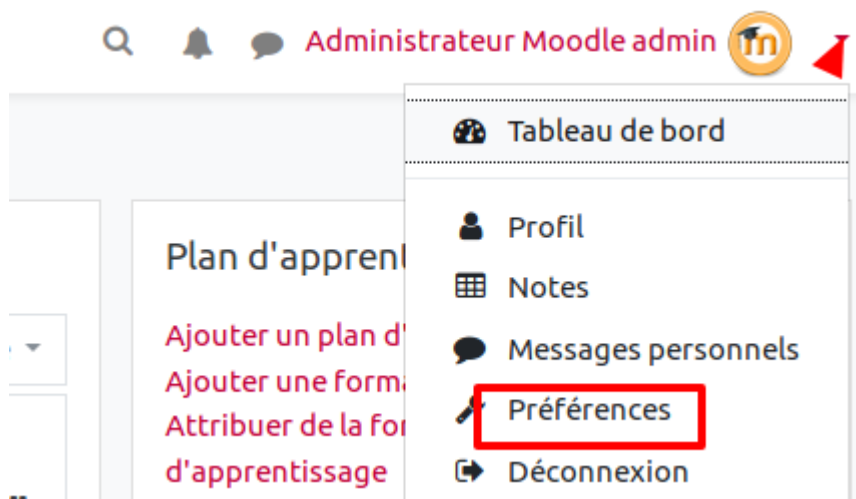 Administrateur Moodle admin
Tableau de bord
Profil
Plan d'apprent
Notes
Ajouter un plan d'
Messages personnels
Ajouter une forma
Préférences
Attribuer de la for
d'apprentissage
Déconnexion